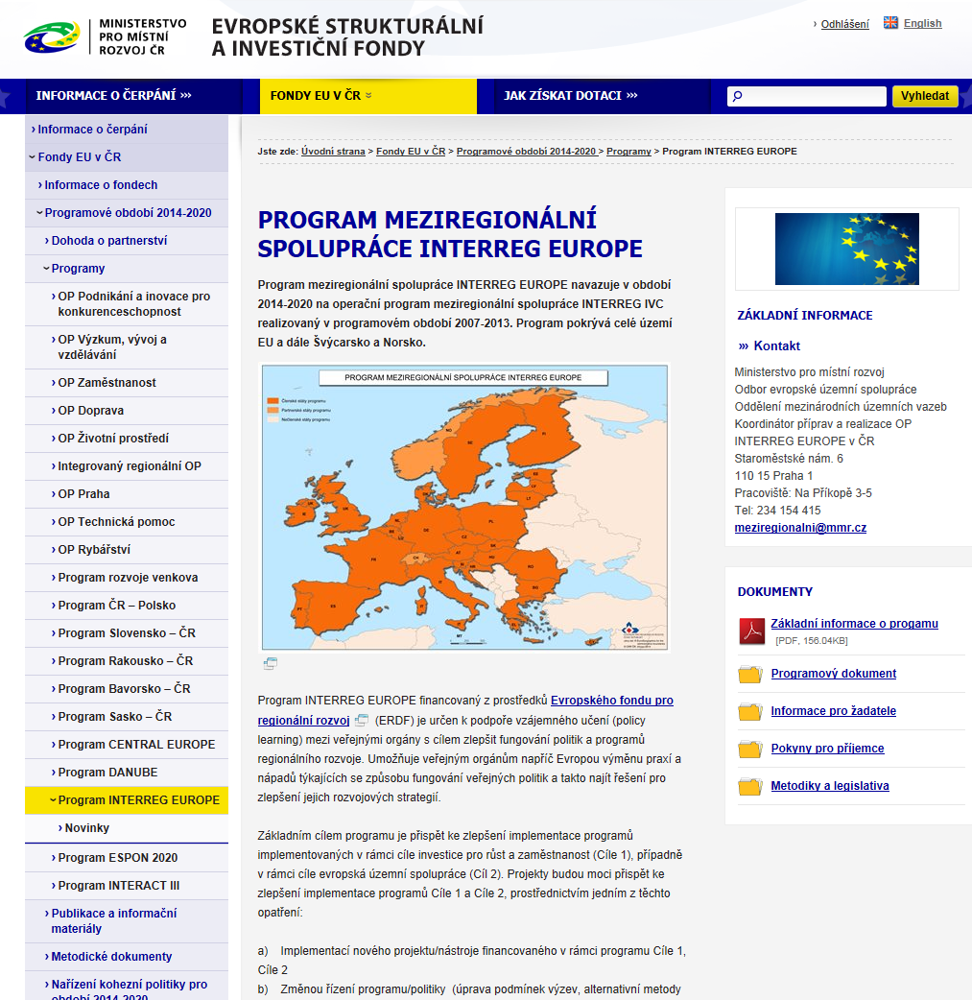 MINISTERSTVO
PRO MÍSTNÍ
ROZVOJ ČR
EVROPSKÉ STRUKTURÁLNÍ
A INVESTIČNÍ FONDY
› Odhlášení
English
INFORMACE O ČERPÁNÍ »»
FONDY EU V ČR
JAK ZÍSKAT DOTACI »»
Vyhledat
› Informace o čerpání
Fondy EU v ČR
› Informace o fondech
Programové období 2014-2020
› Dohoda o partnerství
Programy
› OP Podnikání a inovace pro
konkurenceschopnost
› OP Výzkum, vývoj a
vzdělávání
› OP Zaměstnanost
› OP Doprava
› OP Životní prostředí
› Integrovaný regionální OP
› OP Praha
› OP Technická pomoc
› OP Rybářství
› Program rozvoje venkova
› Program ČR – Polsko
› Program Slovensko – ČR
› Program Rakousko – ČR
› Program Bavorsko – ČR
› Program Sasko – ČR
› Program CENTRAL EUROPE
› Program DANUBE
Program INTERREG EUROPE
› Novinky
› Program ESPON 2020
› Program INTERACT III
› Publikace a informační
materiály
› Metodické dokumenty
› Nařízení kohezní politiky pro
období 2014-2020
Jste zde: Úvodní strana > Fondy EU v ČR > Programové období 2014-2020 > Programy > Program INTERREG EUROPE
PROGRAM MEZIREGIONÁLNÍ
SPOLUPRÁCE INTERREG EUROPE
Program meziregionální spolupráce INTERREG EUROPE navazuje v období
2014-2020 na operační program meziregionální spolupráce INTERREG IVC
realizovaný v programovém období 2007-2013. Program pokrývá celé území
EU a dále Švýcarsko a Norsko.
PROGRAM MEZIREGIONÁLNÍ SPOLUPRÁCE INTERREG EUROPE
Členské státy programu
Partnerské státy programu
Nečlenské státy programu
Program INTERREG EUROPE financovaný z prostředků Evropského fondu pro
regionální rozvoj (ERDF) je určen k podpoře vzájemného učení (policy
learning) mezi veřejnými orgány s cílem zlepšit fungování politik a programů
regionálního rozvoje. Umožňuje veřejným orgánům napříč Evropou výměnu praxí a
nápadů týkajících se způsobu fungování veřejných politik a takto najít řešení pro
zlepšení jejich rozvojových strategií.
Základním cílem programu je přispět ke zlepšení implementace programů
implementovaných v rámci cíle investice pro růst a zaměstnanost (Cíle 1), případně
v rámci cíle evropská územní spolupráce (Cíl 2). Projekty budou moci přispět ke
zlepšení implementace programů Cíle 1 a Cíle 2, prostřednictvím jedním z těchto
opatření:
a) Implementací nového projektu/nástroje financovaného v rámci programu Cíle 1,
Cíle 2
b) Změnou řízení programu/politiky (úprava podmínek výzev, alternativní metody
ZÁKLADNÍ INFORMACE
»» Kontakt
Ministerstvo pro místní rozvoj
Odbor evropské územní spolupráce
Oddělení mezinárodních územních vazeb
Koordinátor příprav a realizace OP
INTERREG EUROPE v ČR
Staroměstské nám. 6
110 15 Praha 1
Pracoviště: Na Příkopě 3-5
Tel: 234 154 415
meziregionalni@mmr.cz
DOKUMENTY
Základní informace o progamu
[PDF, 156.04KB]
Programový dokument
Informace pro žadatele
Pokyny pro příjemce
Metodiky a legislativa